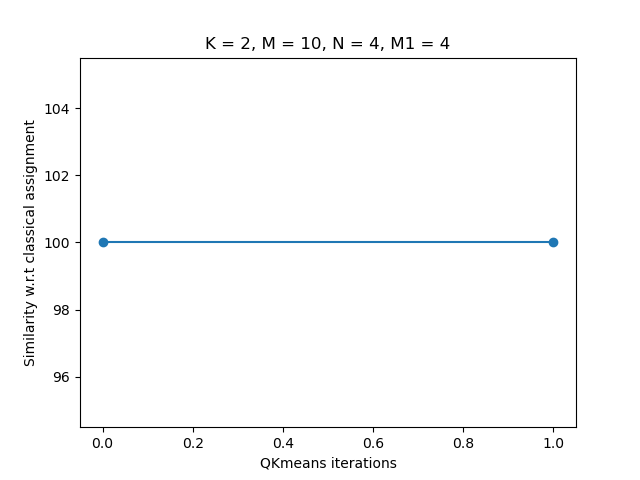 K = 2, M = 10, N = 4, M1 = 4
Similarity w.r.t classical assignment
104
102
100
98
96
0.0 0.2 0.4 0.6 0.8 1.0
QKmeans iterations